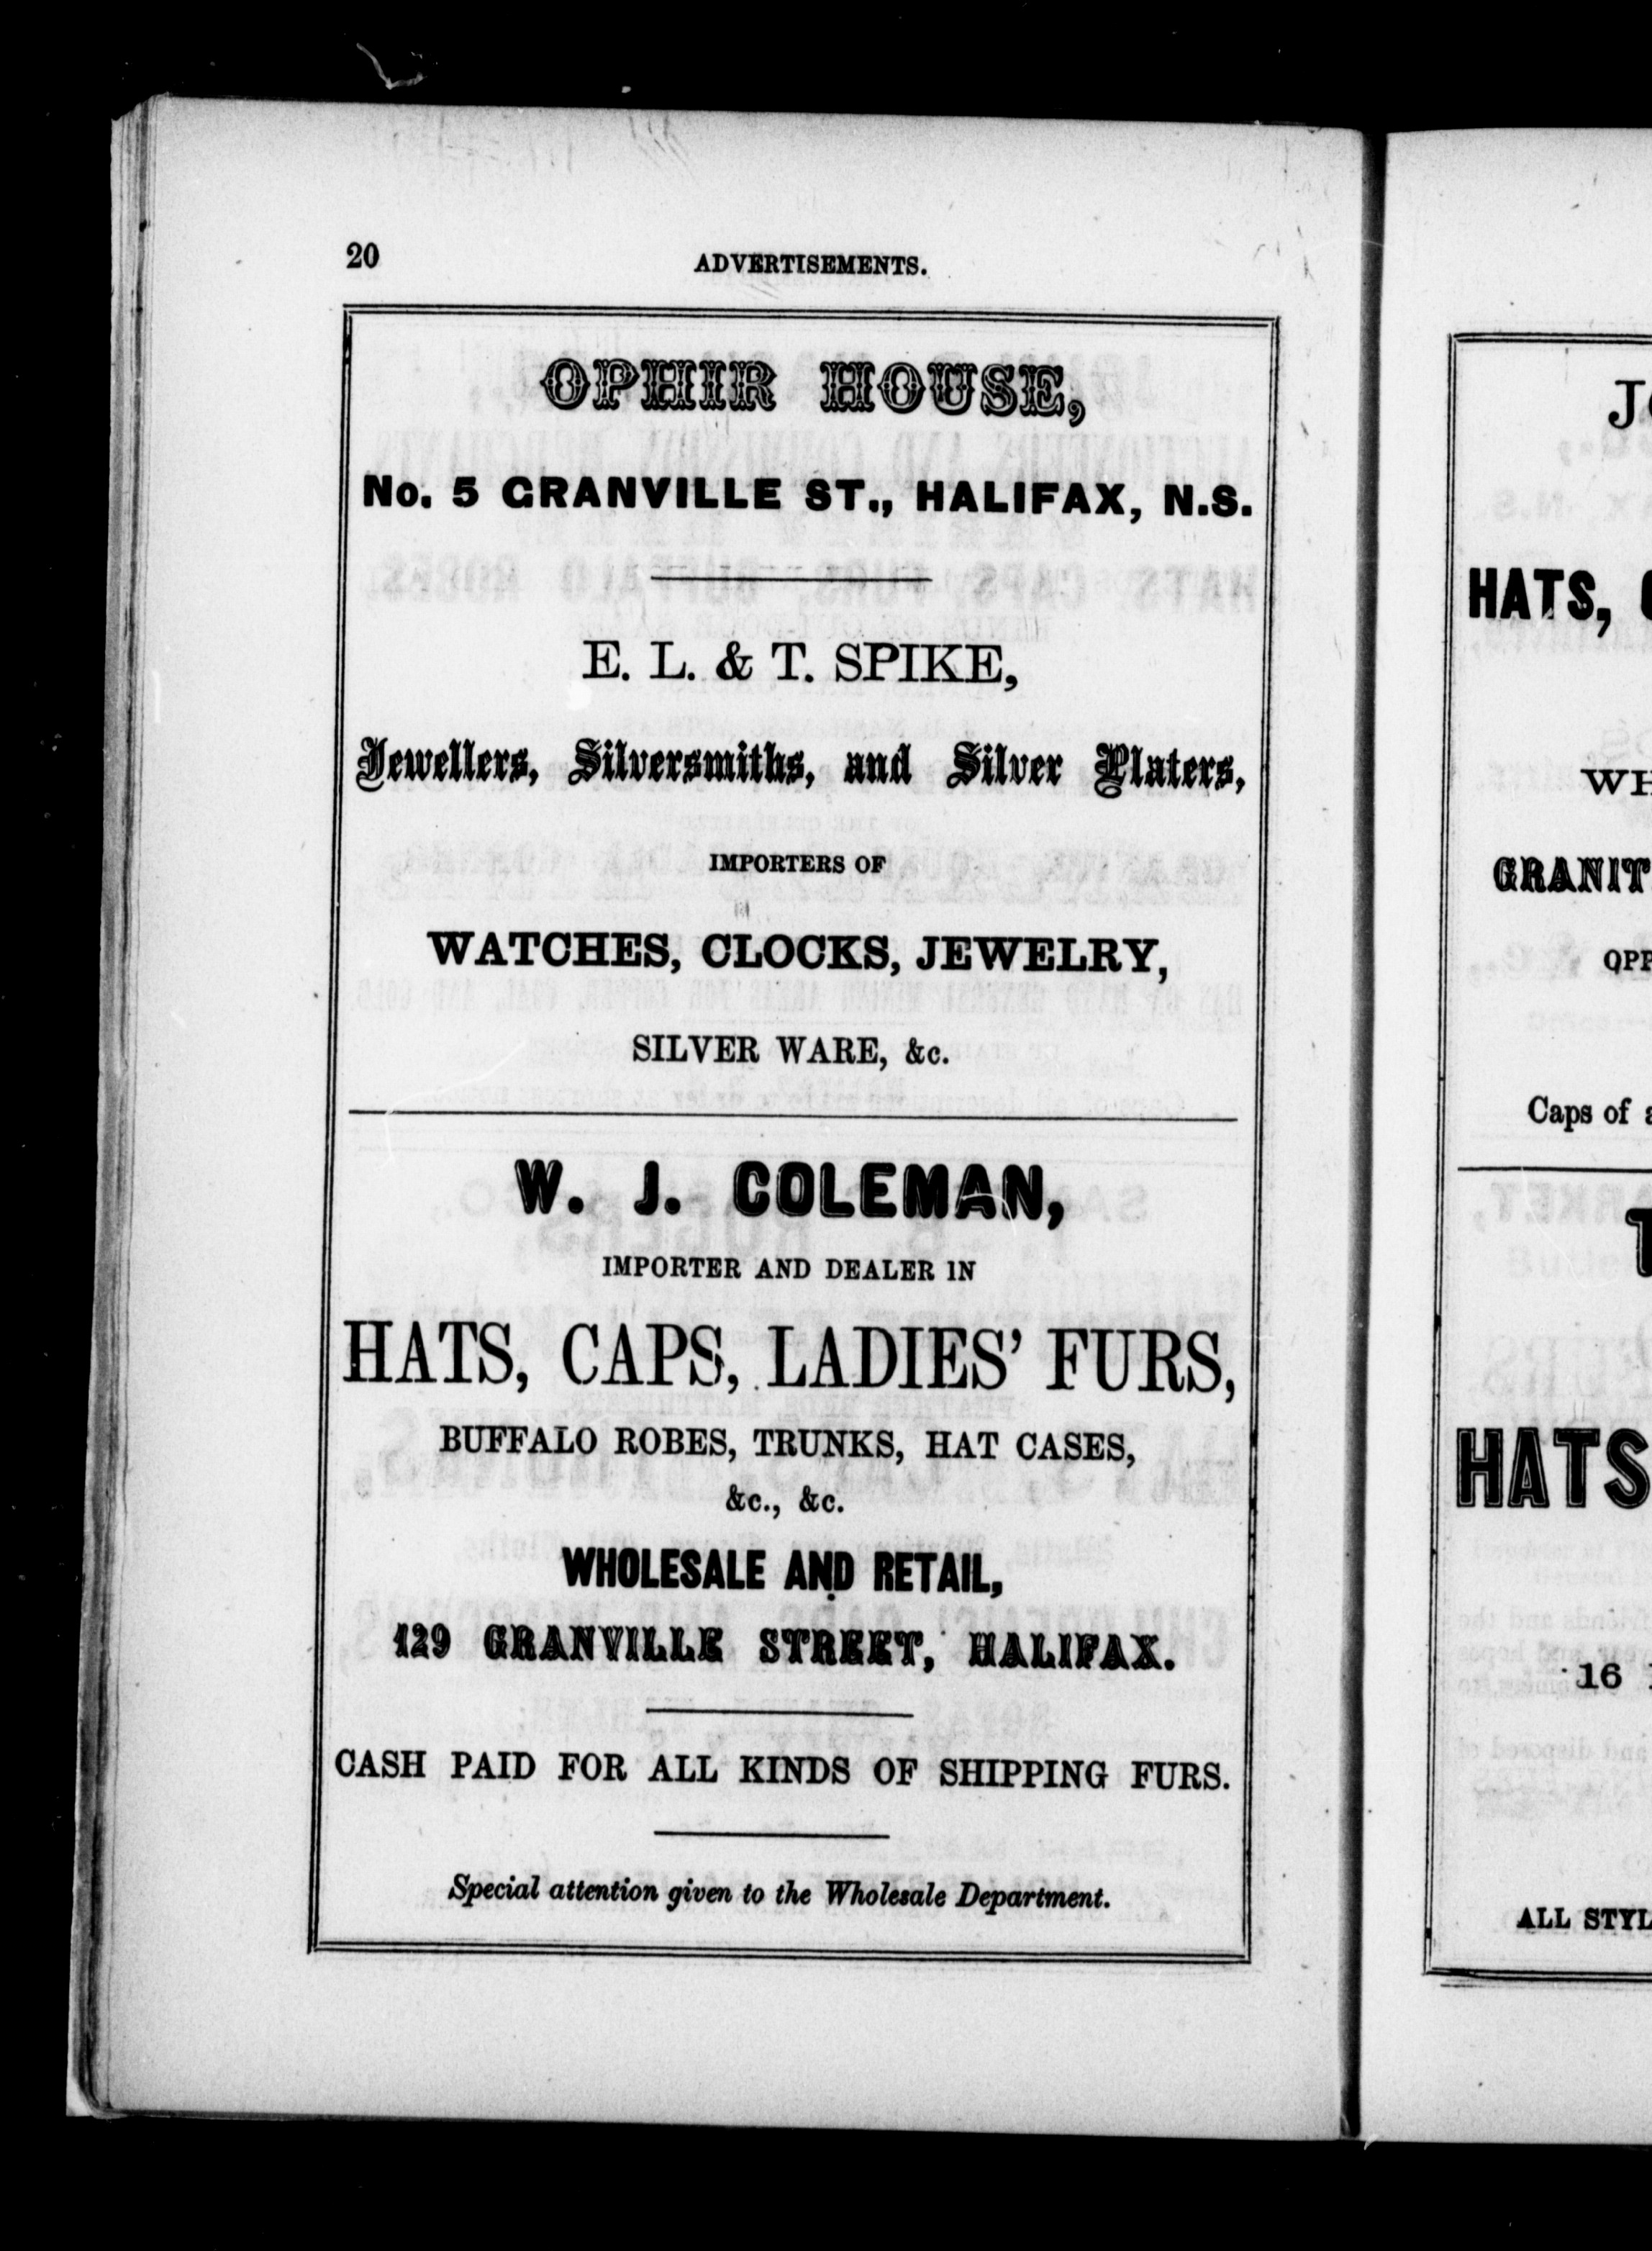 20
ADVERTISEMENTS.
OPHIR HOUSE,
No. 5 GRANVILLE ST., HALIFAX, N.S.
E. L. & T. SPIKE,
Jewellers, Silversmiths, and Silver Platers,
IMPORTERS OF
WATCHES, CLOCKS, JEWELRY,
SILVER WARE, &c.
W. J. COLEMAN,
IMPORTER AND DEALER IN
HATS, CAPS, LADIES' FURS,
BUFFALO ROBES, TRUNKS, HAT CASES,
&c., &c.
WHOLESALE AND RETAIL,
129 GRANVILLE STREET, HALIFAX.
CASH PAID FOR ALL KINDS OF SHIPPING FURS.
Special attention given to the Wholesale Department.
HATS,
Caps of
HATS
16
ALL